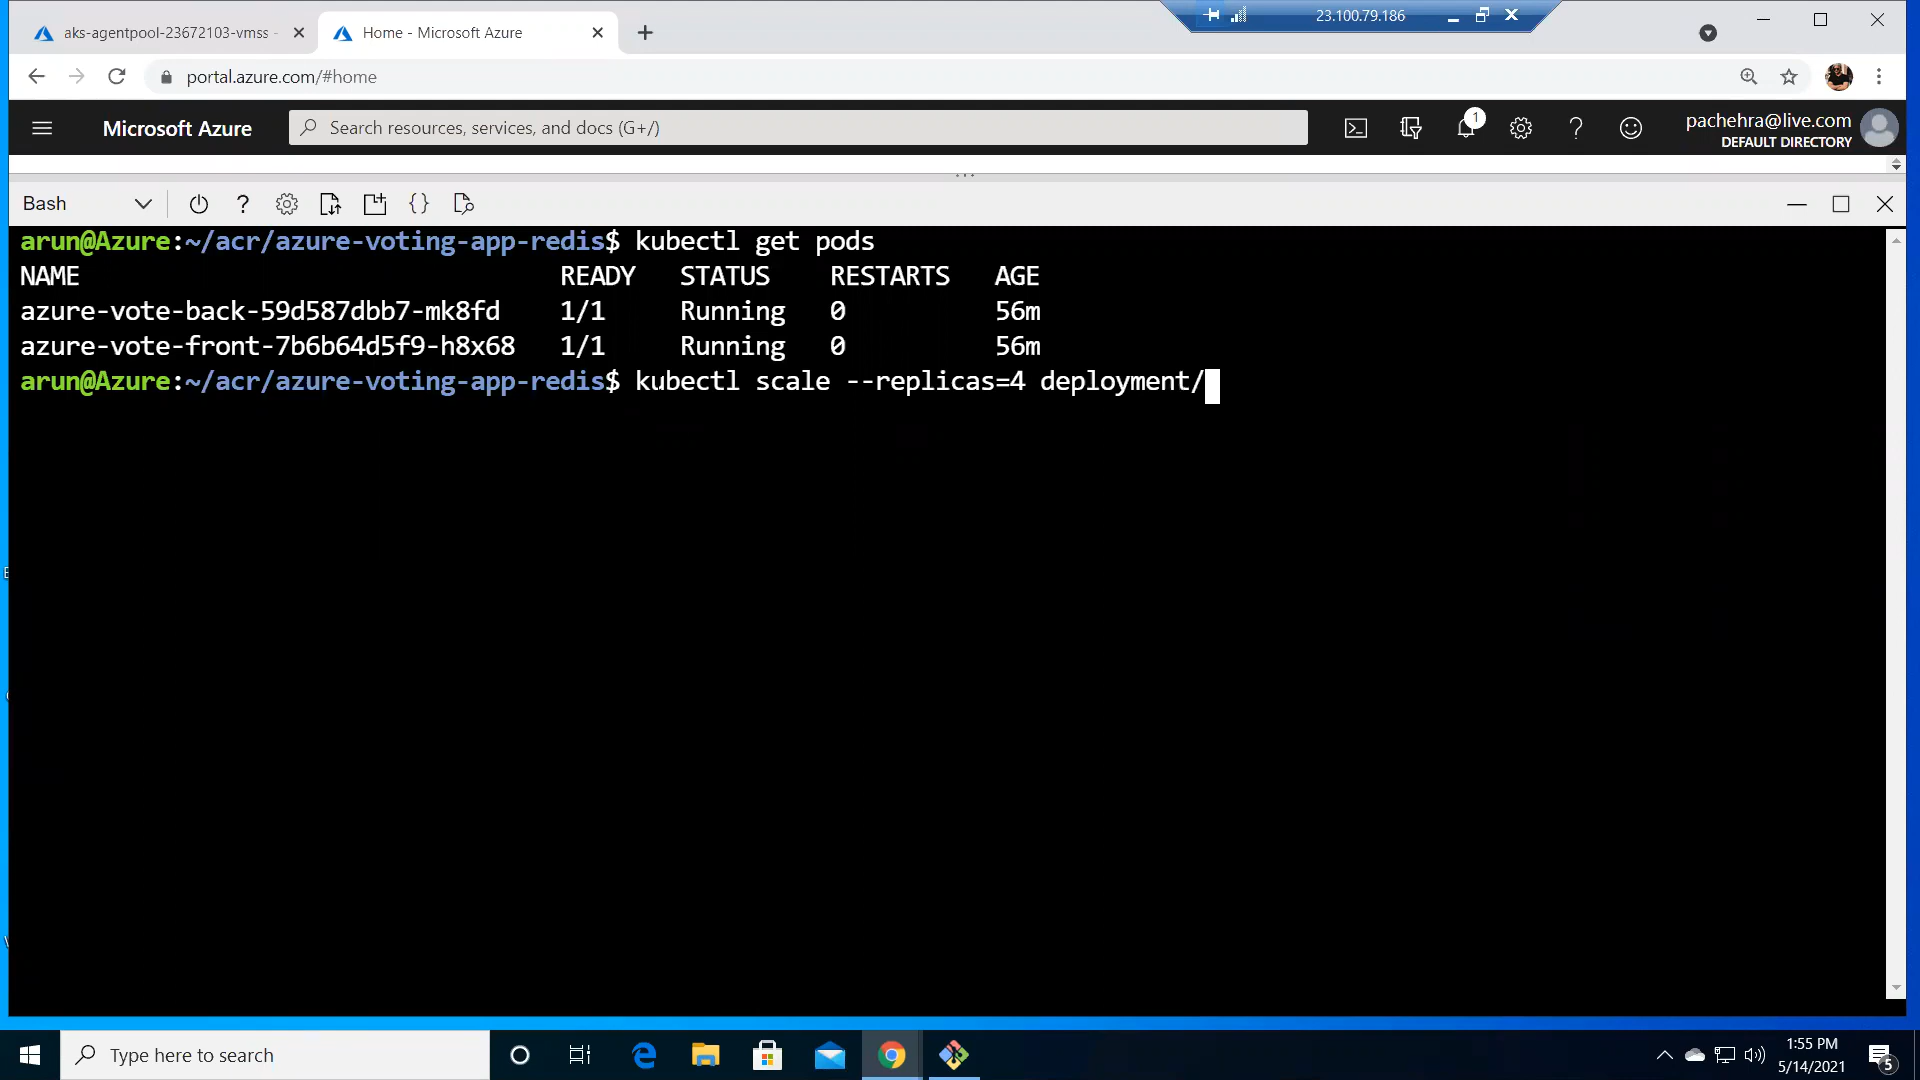 23.100.79.186
aks-agentpool-23672103-vmss -
Home - Microsoft Azure
portal.azure.com/#home
Microsoft Azure
Search resources, services, and docs (G+/)
1
pachehra@live.com
DEFAULT DIRECTORY
Bash
arun@Azure:~/acr/azure-voting-app-redis$ kubectl get pods
NAME READY STATUS RESTARTS AGE
azure-vote-back-59d587dbb7-mk8fd 1/1 Running 0 56m
azure-vote-front-7b6b64d5f9-h8x68 1/1 Running 0 56m
arun@Azure:~/acr/azure-voting-app-redis$ kubectl scale --replicas=4 deployment/
Type here to search
1:55 PM
5/14/2021
5